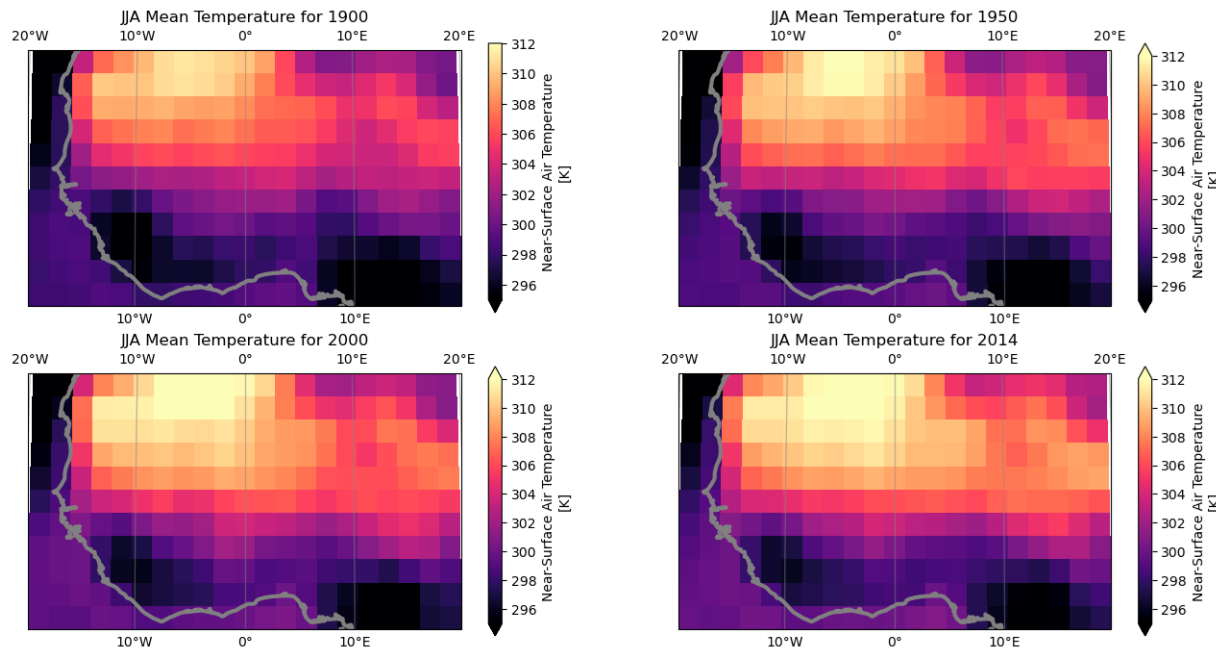 JJA Mean Temperature for 1900
312
310
308
306
304
302
300
298
296
Near-Surface Air Temperature
[K]
10°W 0° 10°E
JJA Mean Temperature for 1950
312
310
308
306
304
302
300
298
296
Near-Surface Air Temperature
[K]
10°W 0° 10°E
20°W 10°W 0° 10°E 20°E
JJA Mean Temperature for 2000
312
310
308
306
304
302
300
298
296
Near-Surface Air Temperature
[K]
10°W 0° 10°E
20°W 10°W 0° 10°E 20°E
JJA Mean Temperature for 2014
312
310
308
306
304
302
300
298
296
Near-Surface Air Temperature
[K]
10°W 0° 10°E
20°W 10°W 0° 10°E 20°E
20°W 10°W 0° 10°E 20°E